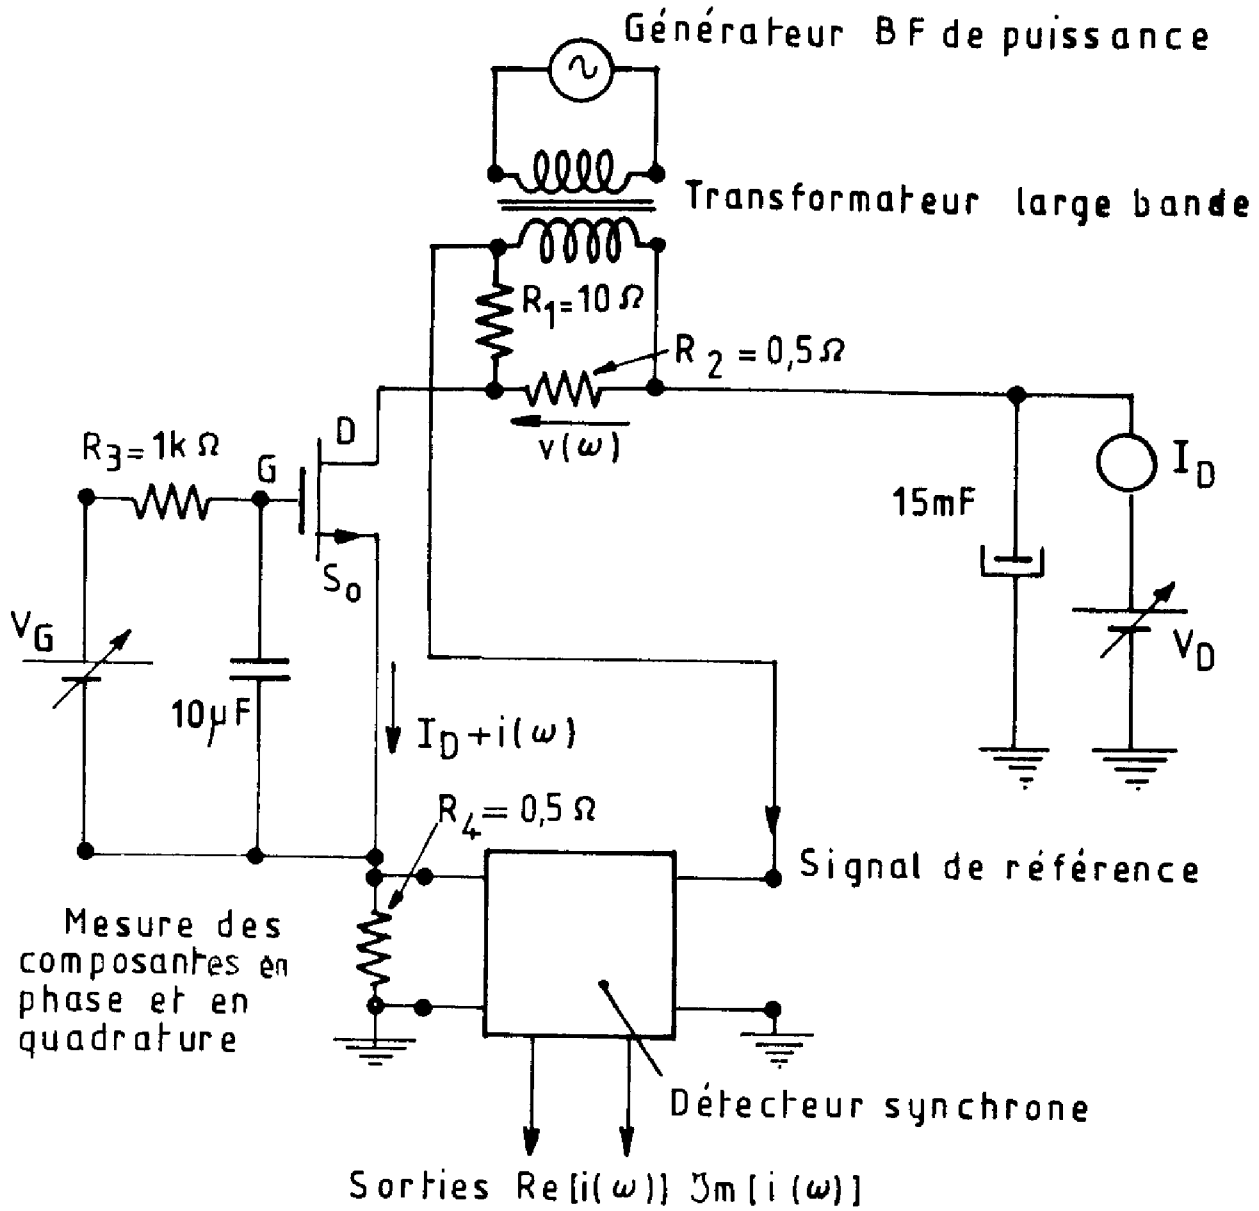 Générateur BF de puissance
Transformateur large bande
R1=10 Ω
R2=0,5Ω
v(ω)
R3=1k Ω
G
D
So
VG
10µF
ID+i(ω)
15mF
ID
VD
R4=0,5 Ω
Signal de référence
Mesure des
composantes en
phase et en
quadrature
Détecteur synchrone
Sorties Re[i(ω)] ℑm[i(ω)]